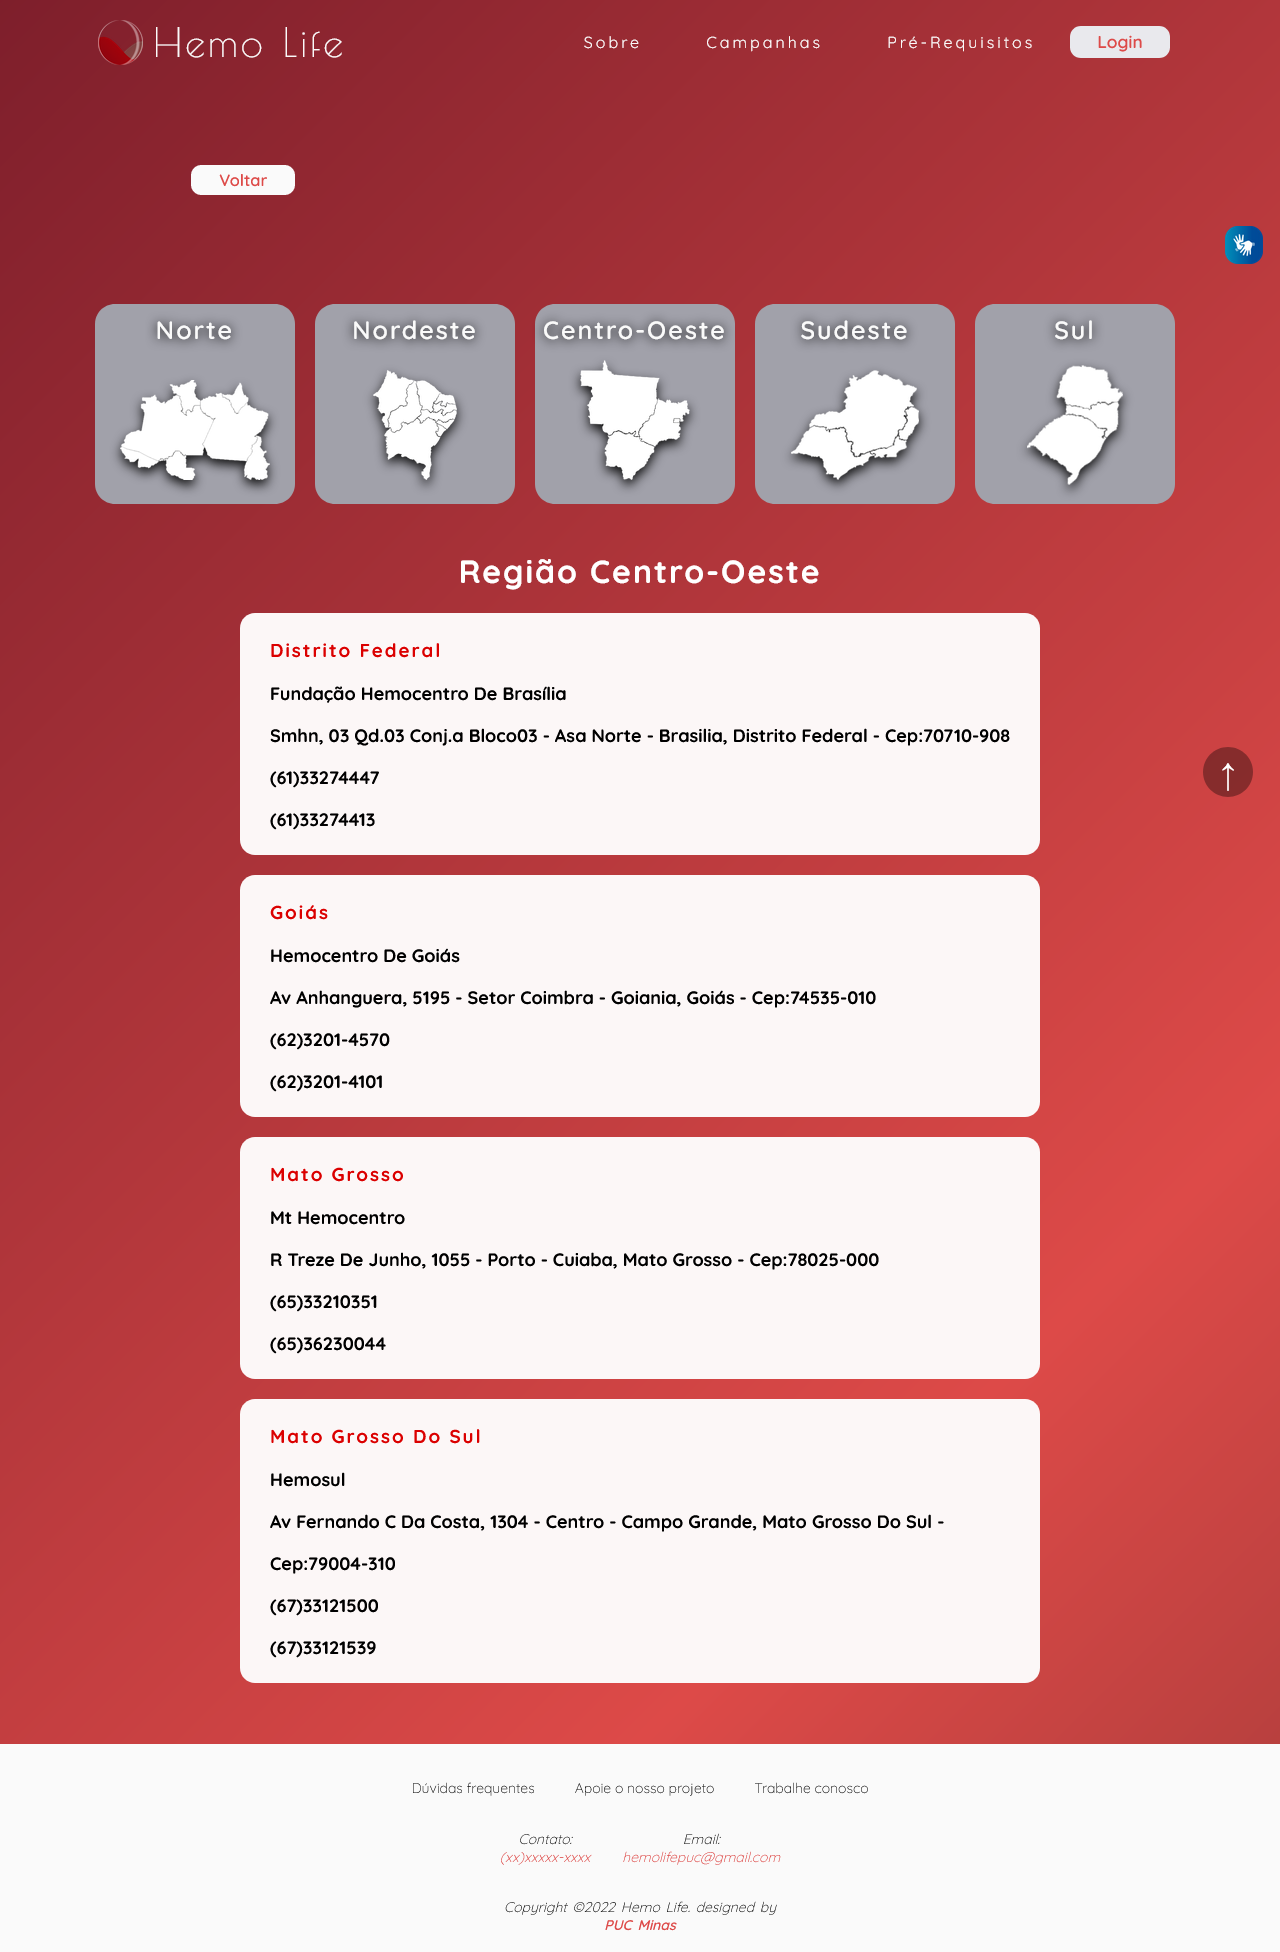 Hemo Life
Sobre
Campanhas
Pré-Requisitos
Login
Voltar
Norte
Nordeste
Centro-Oeste
Sudeste
Sul
Região Centro-Oeste
Distrito Federal
Fundação Hemocentro De Brasília
Smhn, 03 Qd.03 Conj.a Bloco03 - Asa Norte - Brasilia, Distrito Federal - Cep:70710-908
(61)33274447
(61)33274413
↑
Goiás
Hemocentro De Goiás
Av Anhanguera, 5195 - Setor Coimbra - Goiania, Goiás - Cep:74535-010
(62)3201-4570
(62)3201-4101
Mato Grosso
Mt Hemocentro
R Treze De Junho, 1055 - Porto - Cuiaba, Mato Grosso - Cep:78025-000
(65)33210351
(65)36230044
Mato Grosso Do Sul
Hemosul
Av Fernando C Da Costa, 1304 - Centro - Campo Grande, Mato Grosso Do Sul -
Cep:79004-310
(67)33121500
(67)33121539
Dúvidas frequentes
Apoie o nosso projeto
Trabalhe conosco
Contato:
(xx)xxxxx-xxxx
Email:
hemolifepuc@gmail.com
Copyright ©2022 Hemo Life. designed by
PUC Minas